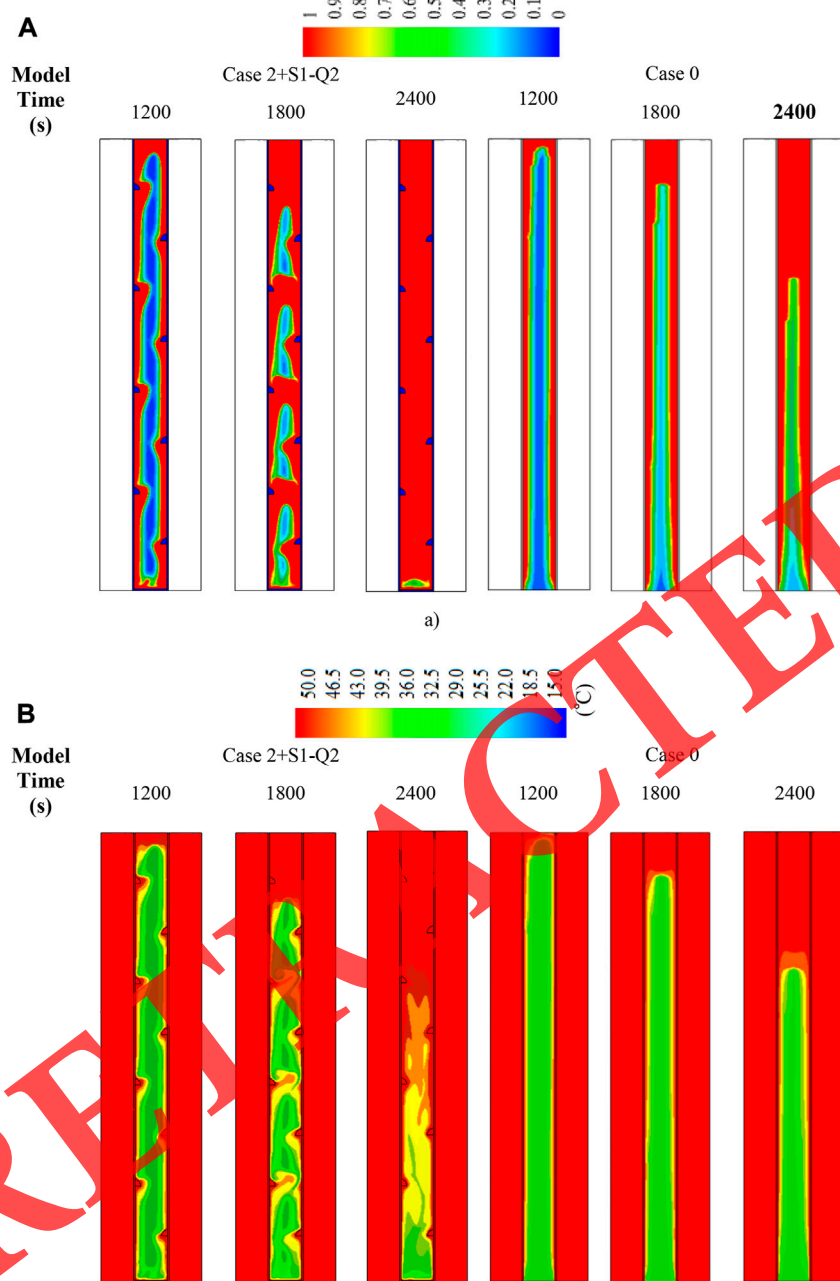 A
1 0.9 0.8 0.7 0.6 0.5 0.4 0.3 0.2 0.1 0
Model Time (s)
Case 2+S1-Q2
Case 0
1200 1800 2400 1200 1800 2400
a)
B
50.0 46.5 43.0 39.5 36.0 32.5 29.0 25.5 22.0 18.5 15.0
(°C)
Model Time (s)
Case 2+S1-Q2
Case 0
1200 1800 2400 1200 1800 2400
RETRACTED